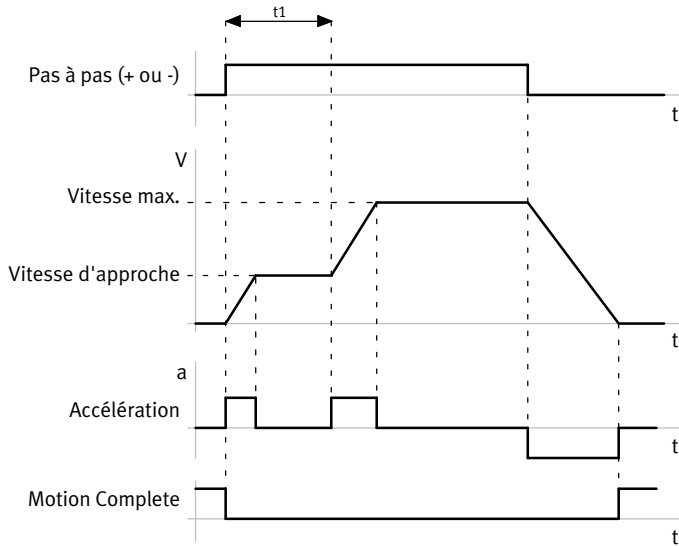 t1
Pas à pas (+ ou -)
t
V
Vitesse max.
Vitesse d'approche
t
a
Accélération
t
Motion Complete
t